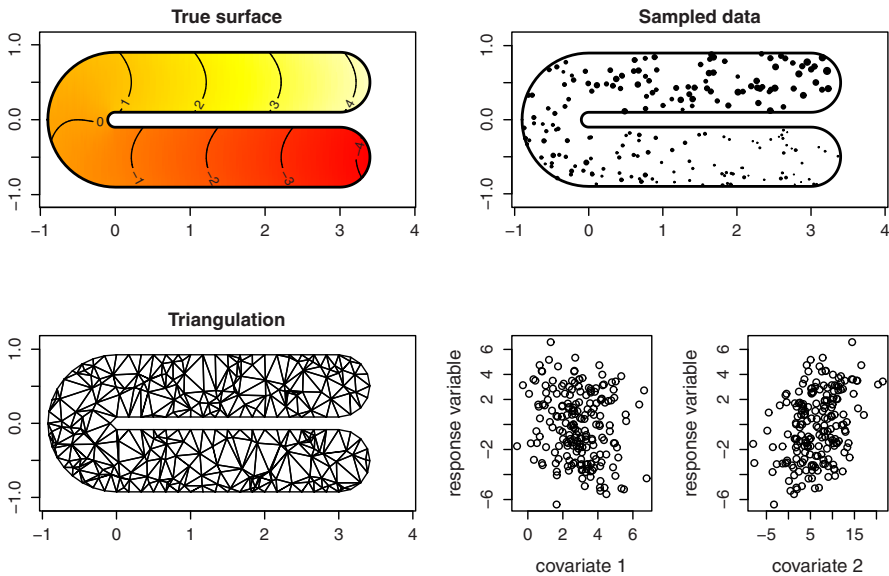 True surface
1.0
0.0
−1.0
1
2
3
4
0
−1
−2
−3
−4
−1 0 1 2 3 4
Sampled data
1.0
0.0
−1.0
−1 0 1 2 3 4
Triangulation
1.0
0.0
−1.0
−1 0 1 2 3 4
response variable
6
4
2
−2
−6
0 2 4 6
covariate 1
response variable
6
4
2
−2
−6
−5 0 5 15
covariate 2